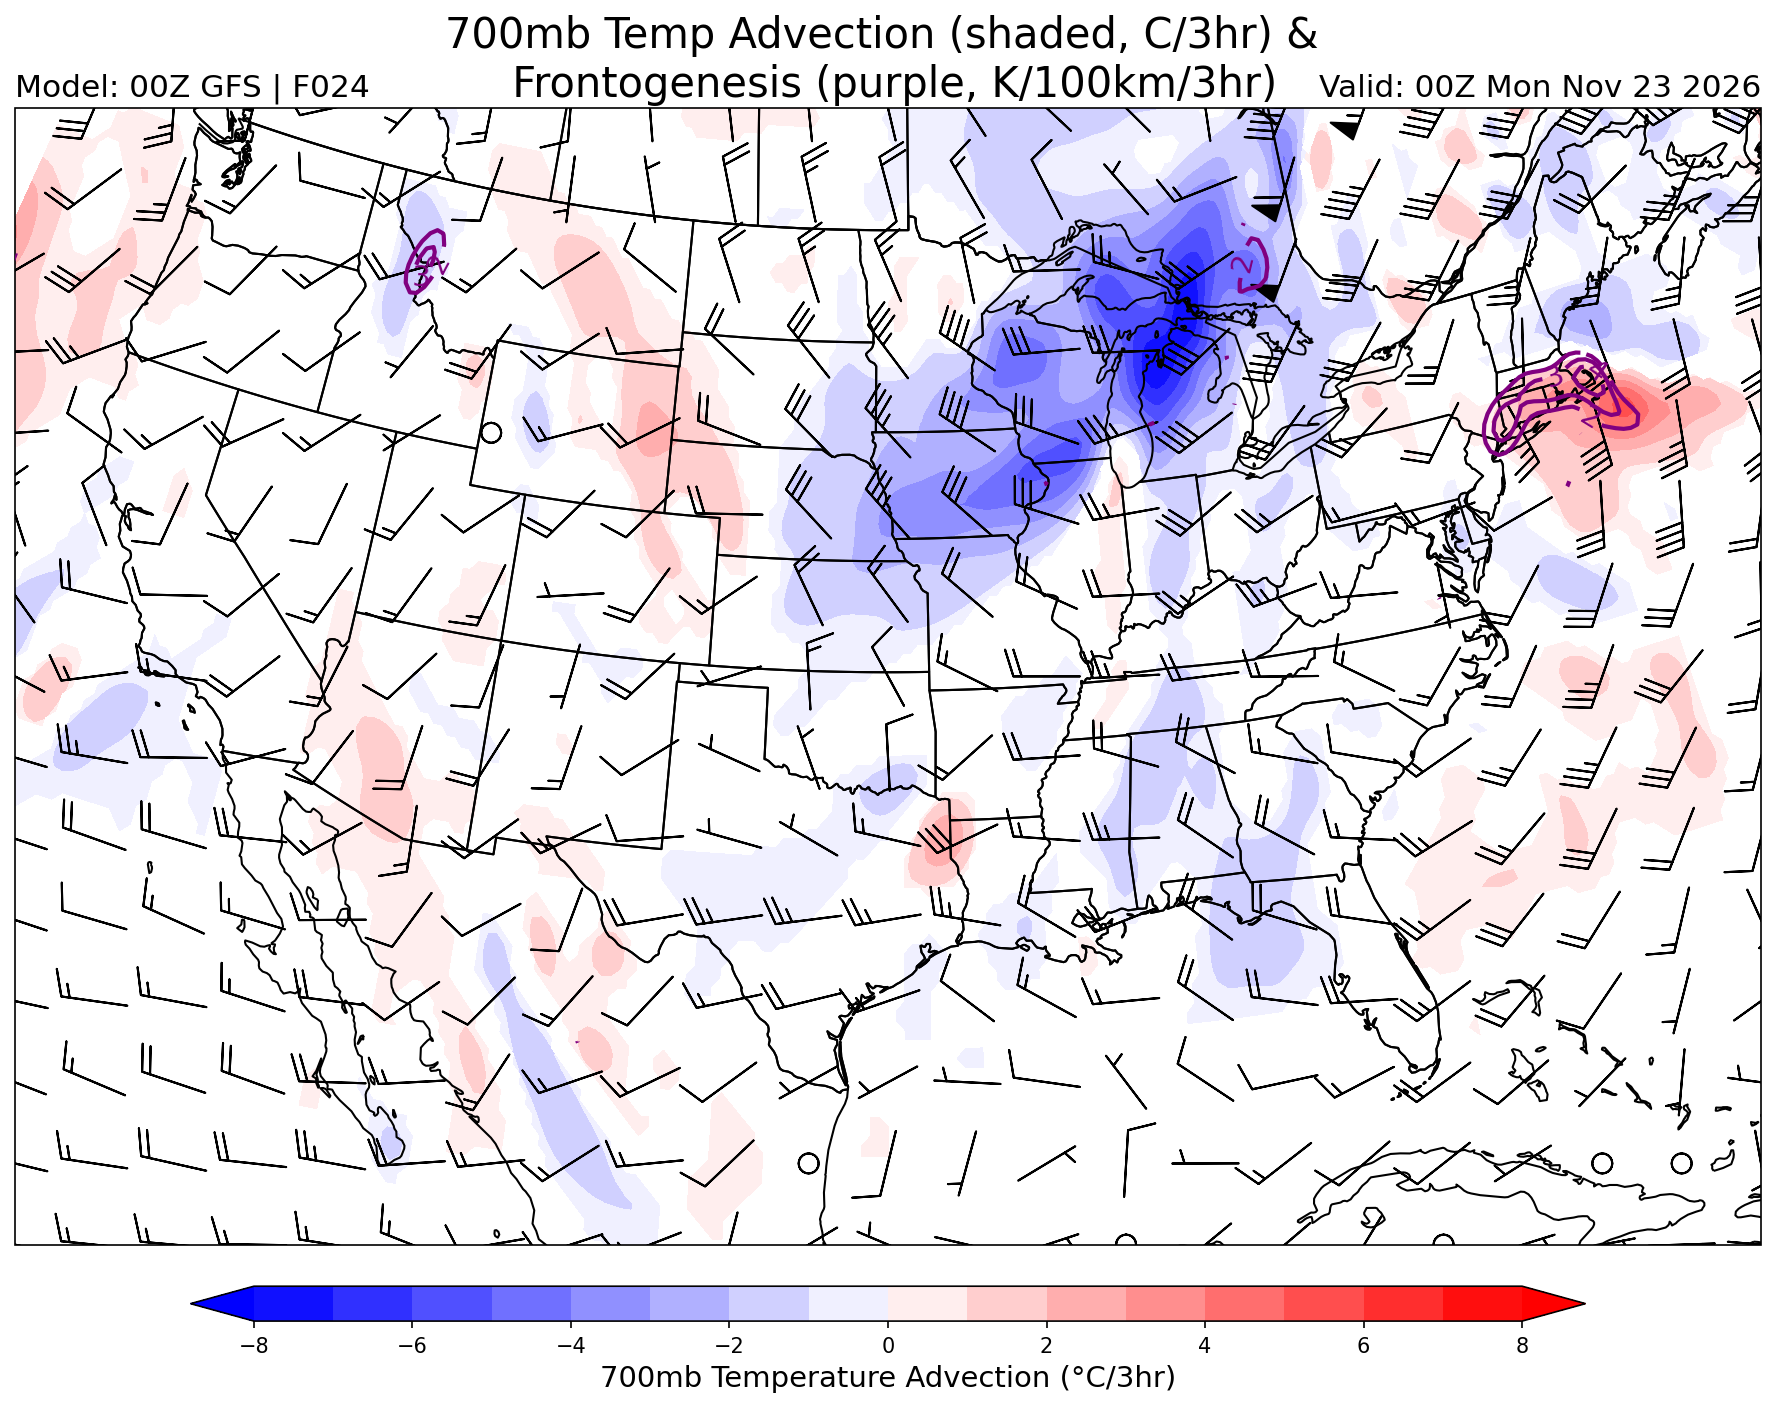 700mb Temp Advection (shaded, C/3hr) &
Frontogenesis (purple, K/100km/3hr)
Model: 00Z GFS | F024
Valid: 00Z Mon Nov 23 2026
2
−8 −6 −4 −2 0 2 4 6 8
700mb Temperature Advection (°C/3hr)